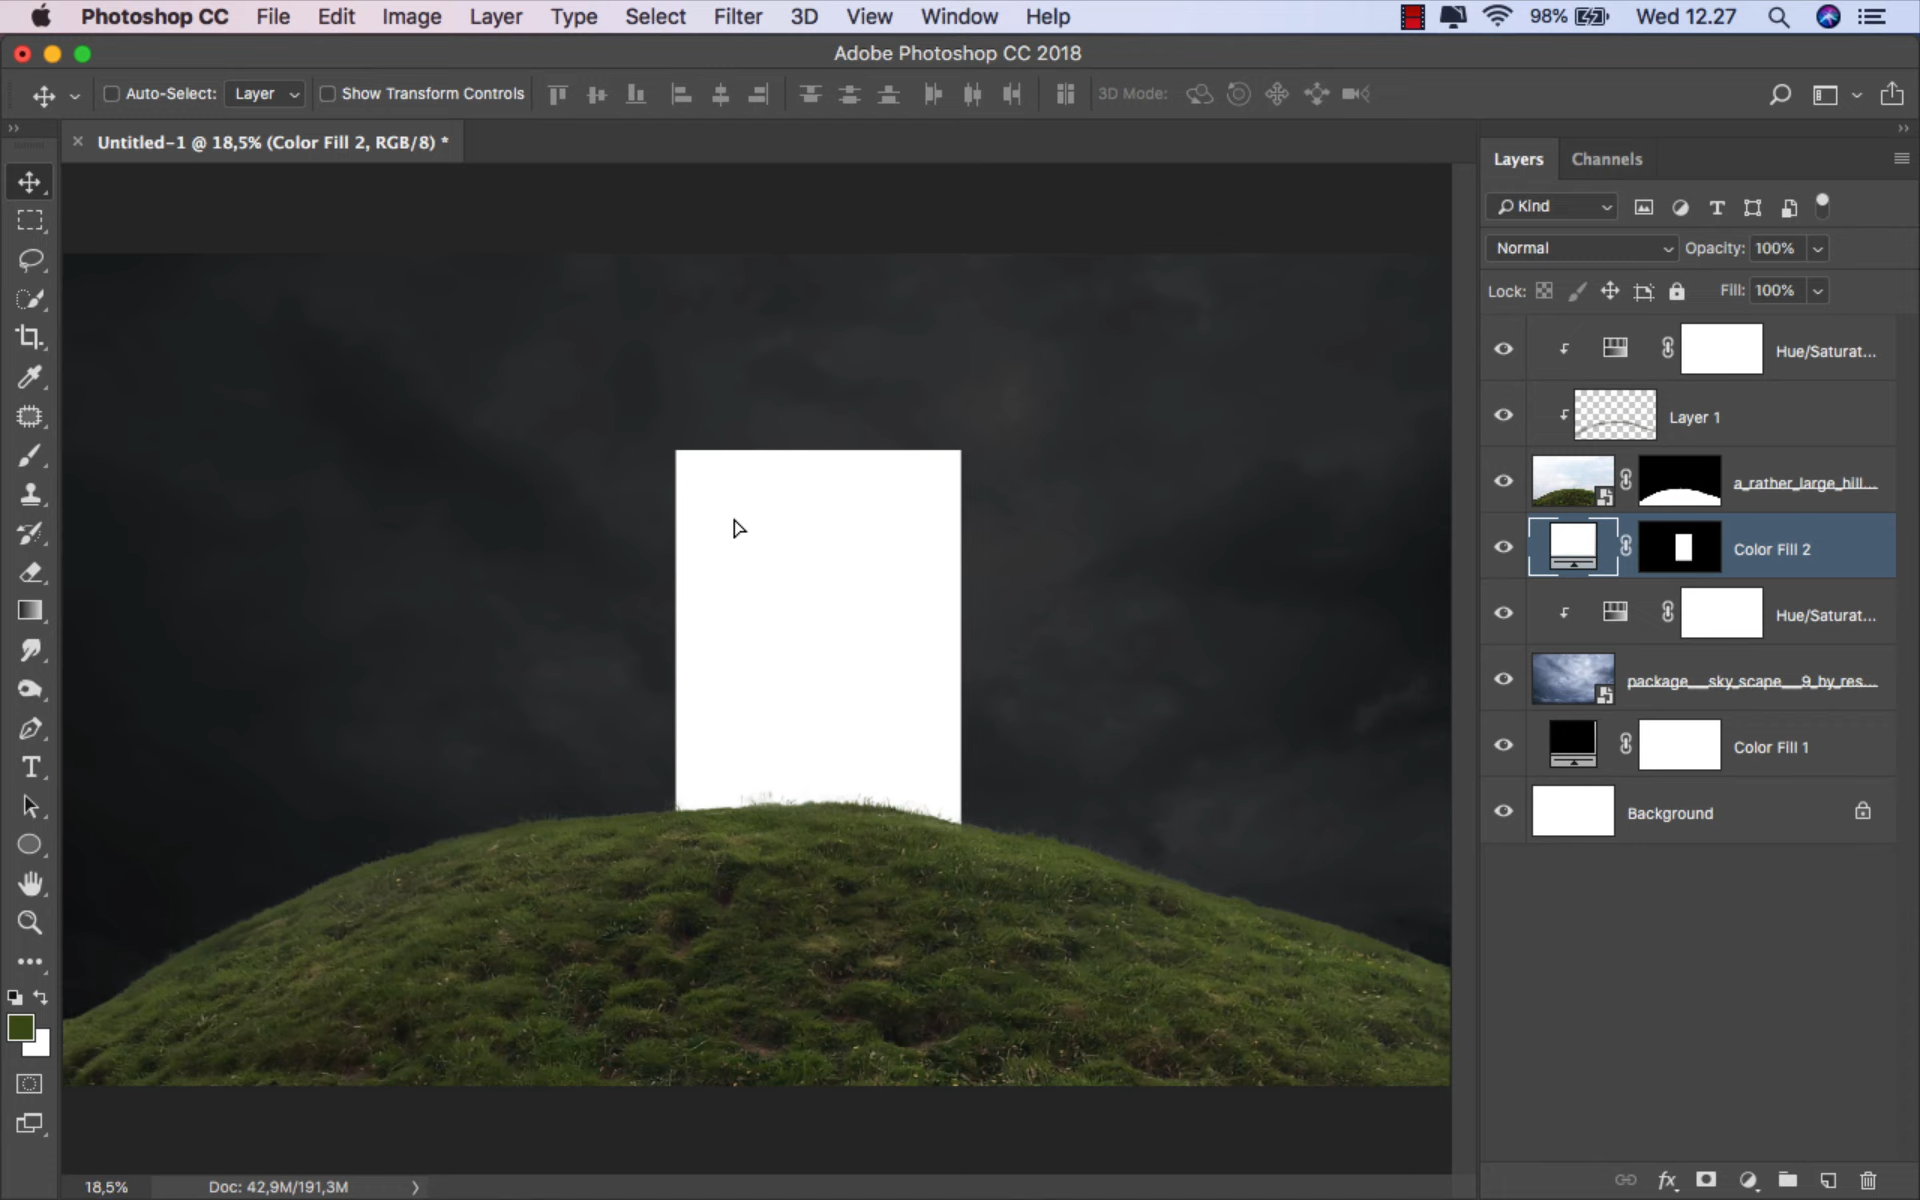 Photoshop CC File Edit Image Layer Type Select Filter 3D View Window Help 98% Wed 12.27
Adobe Photoshop CC 2018
Auto-Select: Layer Show Transform Controls 3D Mode:
Untitled-1 @ 18,5% (Color Fill 2, RGB/8) *
Layers Channels
Kind
Normal Opacity: 100%
Lock: Fill: 100%
Hue/Saturat...
Layer 1
a_rather_large_hill...
Color Fill 2
Hue/Saturat...
package__sky_scape__9_by_res...
Color Fill 1
Background
18,5% Doc: 42,9M/191,3M